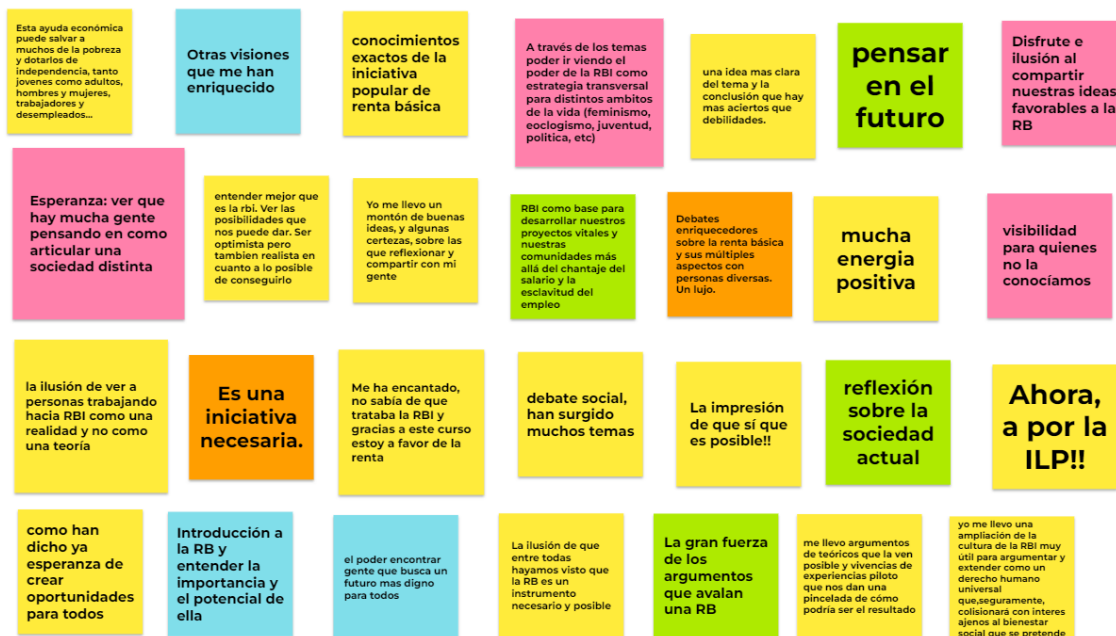 Esta ayuda económica
puede salvar a
muchos de la pobreza
y dotarlos de
independencia, tanto
jovenes como adultos,
hombres y mujeres,
trabajadores y
desempleados...
Otras visiones
que me han
enriquecido
conocimientos
exactos de la
iniciativa
popular de
renta básica
A través de los temas
poder ir viendo el
poder de la RBI como
estrategia transversal
para distintos ambitos
de la vida (feminismo,
eoclogismo, juventud,
politica, etc)
una idea mas clara
del tema y la
conclusión que hay
mas aciertos que
debilidades.
pensar
en el
futuro
Disfrute e
ilusión al
compartir
nuestras ideas
favorables a la
RB
Esperanza: ver que
hay mucha gente
pensando en como
articular una
sociedad distinta
entender mejor que
es la rbi. Ver las
posibilidades que
nos puede dar. Ser
optimista pero
tambien realista en
cuanto a lo posible
de conseguirlo
Yo me llevo un
montón de buenas
ideas, y algunas
certezas, sobre las
que reflexionar y
compartir con mi
gente
RBI como base para
desarrollar nuestros
proyectos vitales y
nuestras
comunidades más
allá del chantaje del
salario y la
esclavitud del
empleo
Debates
enriquecedores
sobre la renta básica
y sus múltiples
aspectos con
personas diversas.
Un lujo.
mucha
energia
positiva
visibilidad
para quienes
no la
conocíamos
la ilusión de ver a
personas trabajando
hacia RBI como una
realidad y no como
una teoría
Es una
iniciativa
necesaria.
Me ha encantado,
no sabía de que
trataba la RBI y
gracias a este curso
estoy a favor de la
renta
debate social,
han surgido
muchos temas
La impresión
de que sí que
es posible!!
reflexión
sobre la
sociedad
actual
Ahora,
a por la
ILP!!
como han
dicho ya
esperanza de
crear
oportunidades
para todos
Introducción a
la RB y
entender la
importancia y
el potencial de
ella
el poder encontrar
gente que busca un
futuro mas digno
para todos
La ilusión de que
entre todas
hayamos visto que
la RB es un
instrumento
necesario y posible
La gran fuerza
de los
argumentos
que avalan
una RB
me llevo argumentos
de teóricos que la ven
posible y vivencias de
experiencias piloto
que nos dan una
pincelada de cómo
podría ser el resultado
yo me llevo una
ampliación de la
cultura de la RBI muy
útil para argumentar y
extender como un
derecho humano
universal
que,seguramente,
colisionará con interes
ajenos al bienestar
social que se pretende